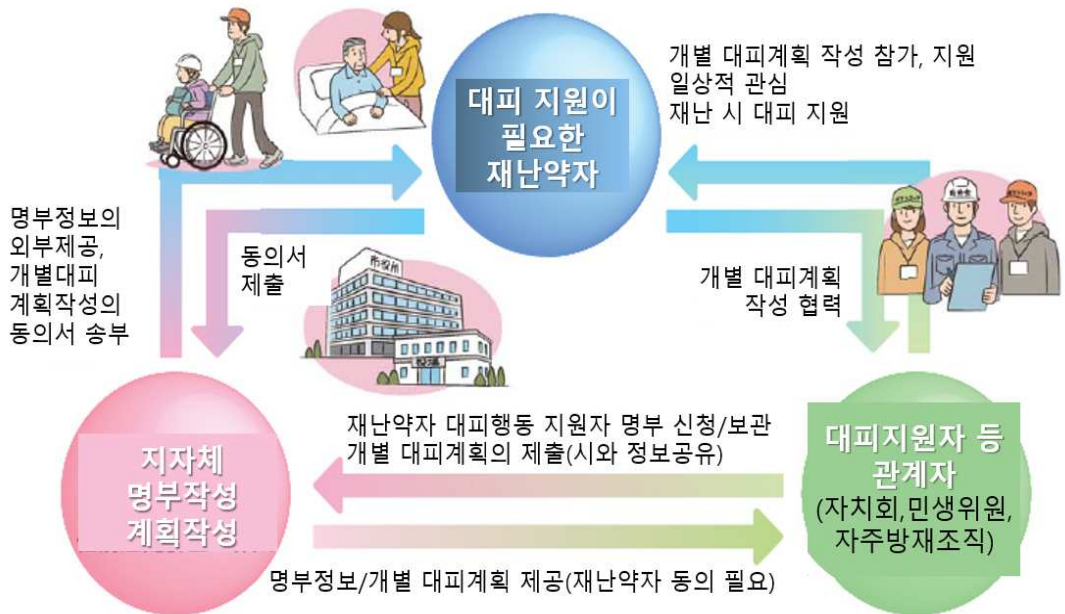 대피 지원이
필요한
재난약자
개별 대피계획 작성 참가, 지원
일상적 관심
재난 시 대피 지원
명부정보의
외부제공,
개별대피
계획작성의
동의서 송부
동의서
제출
市役所
役場
개별 대피계획
작성 협력
지자체
명부작성
계획작성
재난약자 대피행동 지원자 명부 신청/보관
개별 대피계획의 제출(시와 정보공유)
대피지원자 등
관계자
(자치회,민생위원,
자주방재조직)
명부정보/개별 대피계획 제공(재난약자 동의 필요)